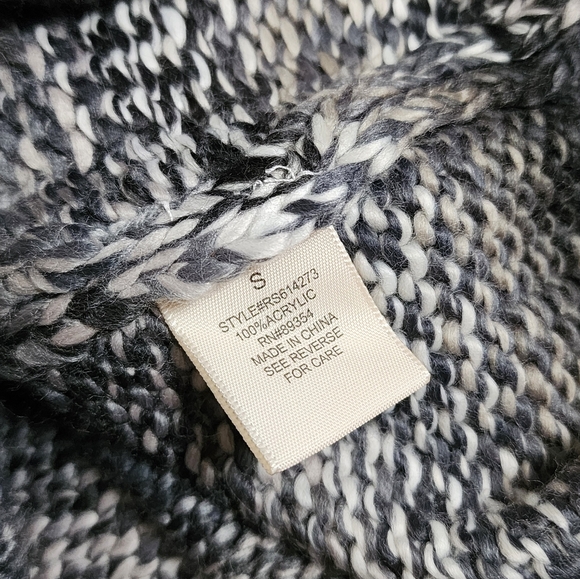 S
STYLE#RS614273
100%ACRYLIC
RN#89354
MADE IN CHINA
SEE REVERSE
FOR CARE